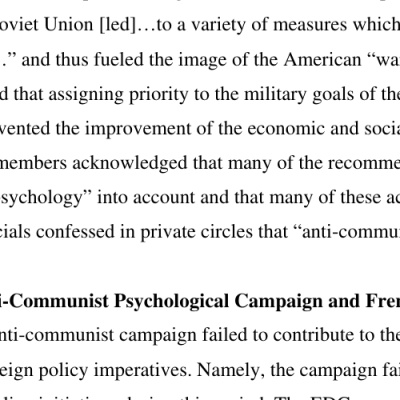 oviet Union [led]…to a variety of measures which
.” and thus fueled the image of the American “wa
d that assigning priority to the military goals of the
vented the improvement of the economic and socia
members acknowledged that many of the recomme
sychology” into account and that many of these ac
cials confessed in private circles that “anti-commu
i-Communist Psychological Campaign and Fre
nti-communist campaign failed to contribute to the
eign policy imperatives. Namely, the campaign fai